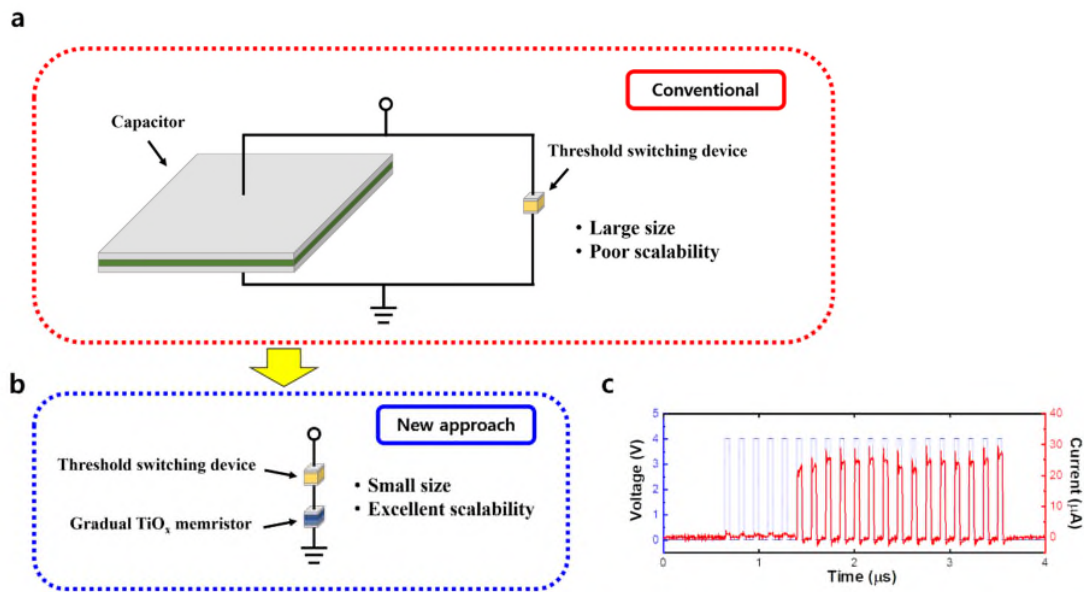 a
Conventional
Capacitor
Threshold switching device
• Large size
• Poor scalability
b
New approach
Threshold switching device
Gradual TiOx memristor
• Small size
• Excellent scalability
c
Voltage (V)
5
4
3
2
1
0
Current (μA)
40
30
20
10
0
0 1 2 3 4
Time (μs)